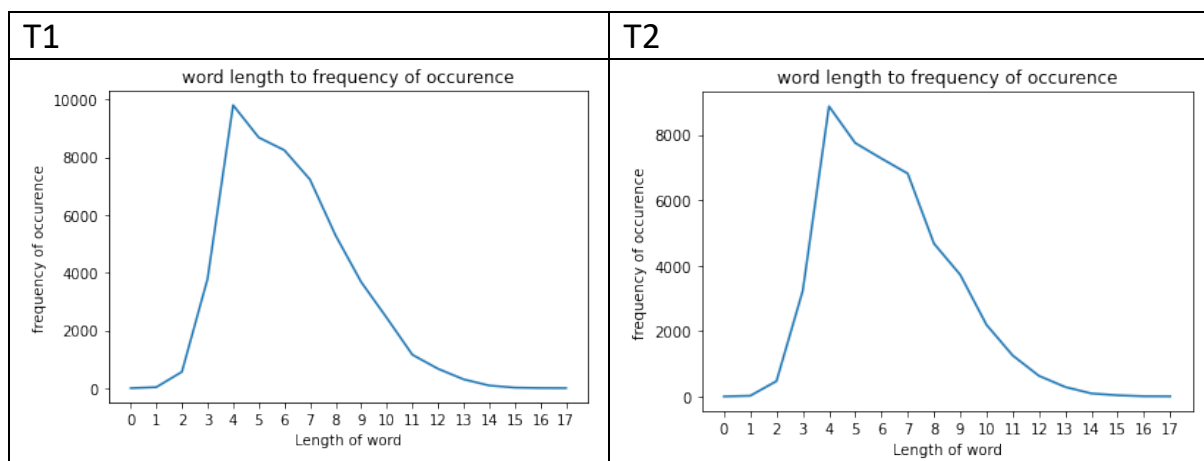 T1
T2
word length to frequency of occurence
10000
8000
6000
4000
2000
0
frequency of occurence
0 1 2 3 4 5 6 7 8 9 10 11 12 13 14 15 16 17
Length of word
word length to frequency of occurence
8000
6000
4000
2000
0
frequency of occurence
0 1 2 3 4 5 6 7 8 9 10 11 12 13 14 15 16 17
Length of word